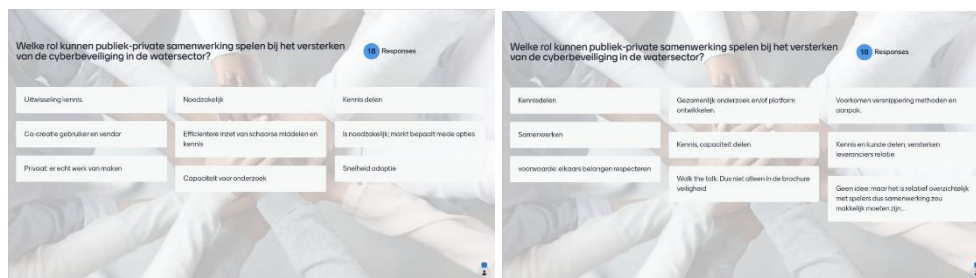 Welke rol kunnen publiek-private samenwerking spelen bij het versterken
van de cyberbeveiliging in de watersector?
18 Responses
Uitwisseling kennis.
Noodzakelijk
Kennis delen
Co-creatie gebruiker en vendor
Efficientere inzet van schaarse middelen en
kennis
Is noodzakelijk; markt bepaalt mede opties
Privaat: er echt werk van maken
Capaciteit voor onderzoek
Snelheid adoptie
Welke rol kunnen publiek-private samenwerking spelen bij het versterken
van de cyberbeveiliging in de watersector?
18 Responses
Kennisdelen
Gezamenlijk onderzoek en/of platform
ontwikkelen.
Voorkomen versnippering methoden en
aanpak.
Samenwerken
Kennis, capaciteit delen
Kennis en kunde delen, versterken
leveranciers relatie
voorwaarde: elkaars belangen respecteren
Walk the talk. Dus niet alleen in de brochure
veiligheid
Geen idee: maar het is relatief overzichtelijk
met spelers dus samenwerking zou
makkelijk moeten zijn...